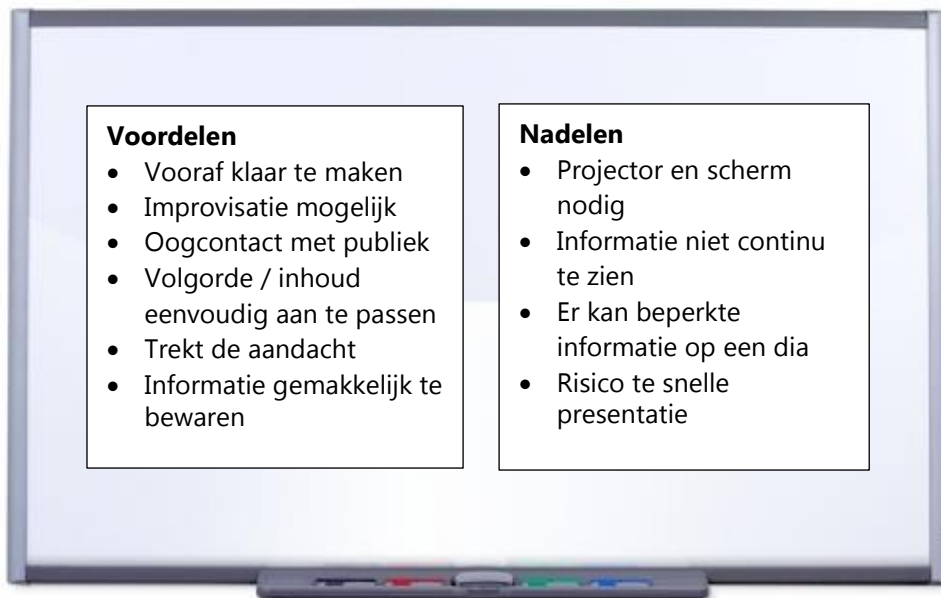 Voordelen
• Vooraf klaar te maken
• Improvisatie mogelijk
• Oogcontact met publiek
• Volgorde / inhoud
eenvoudig aan te passen
• Trekt de aandacht
• Informatie gemakkelijk te
bewaren
Nadelen
• Projector en scherm
nodig
• Informatie niet continu
te zien
• Er kan beperkte
informatie op een dia
• Risico te snelle
presentatie